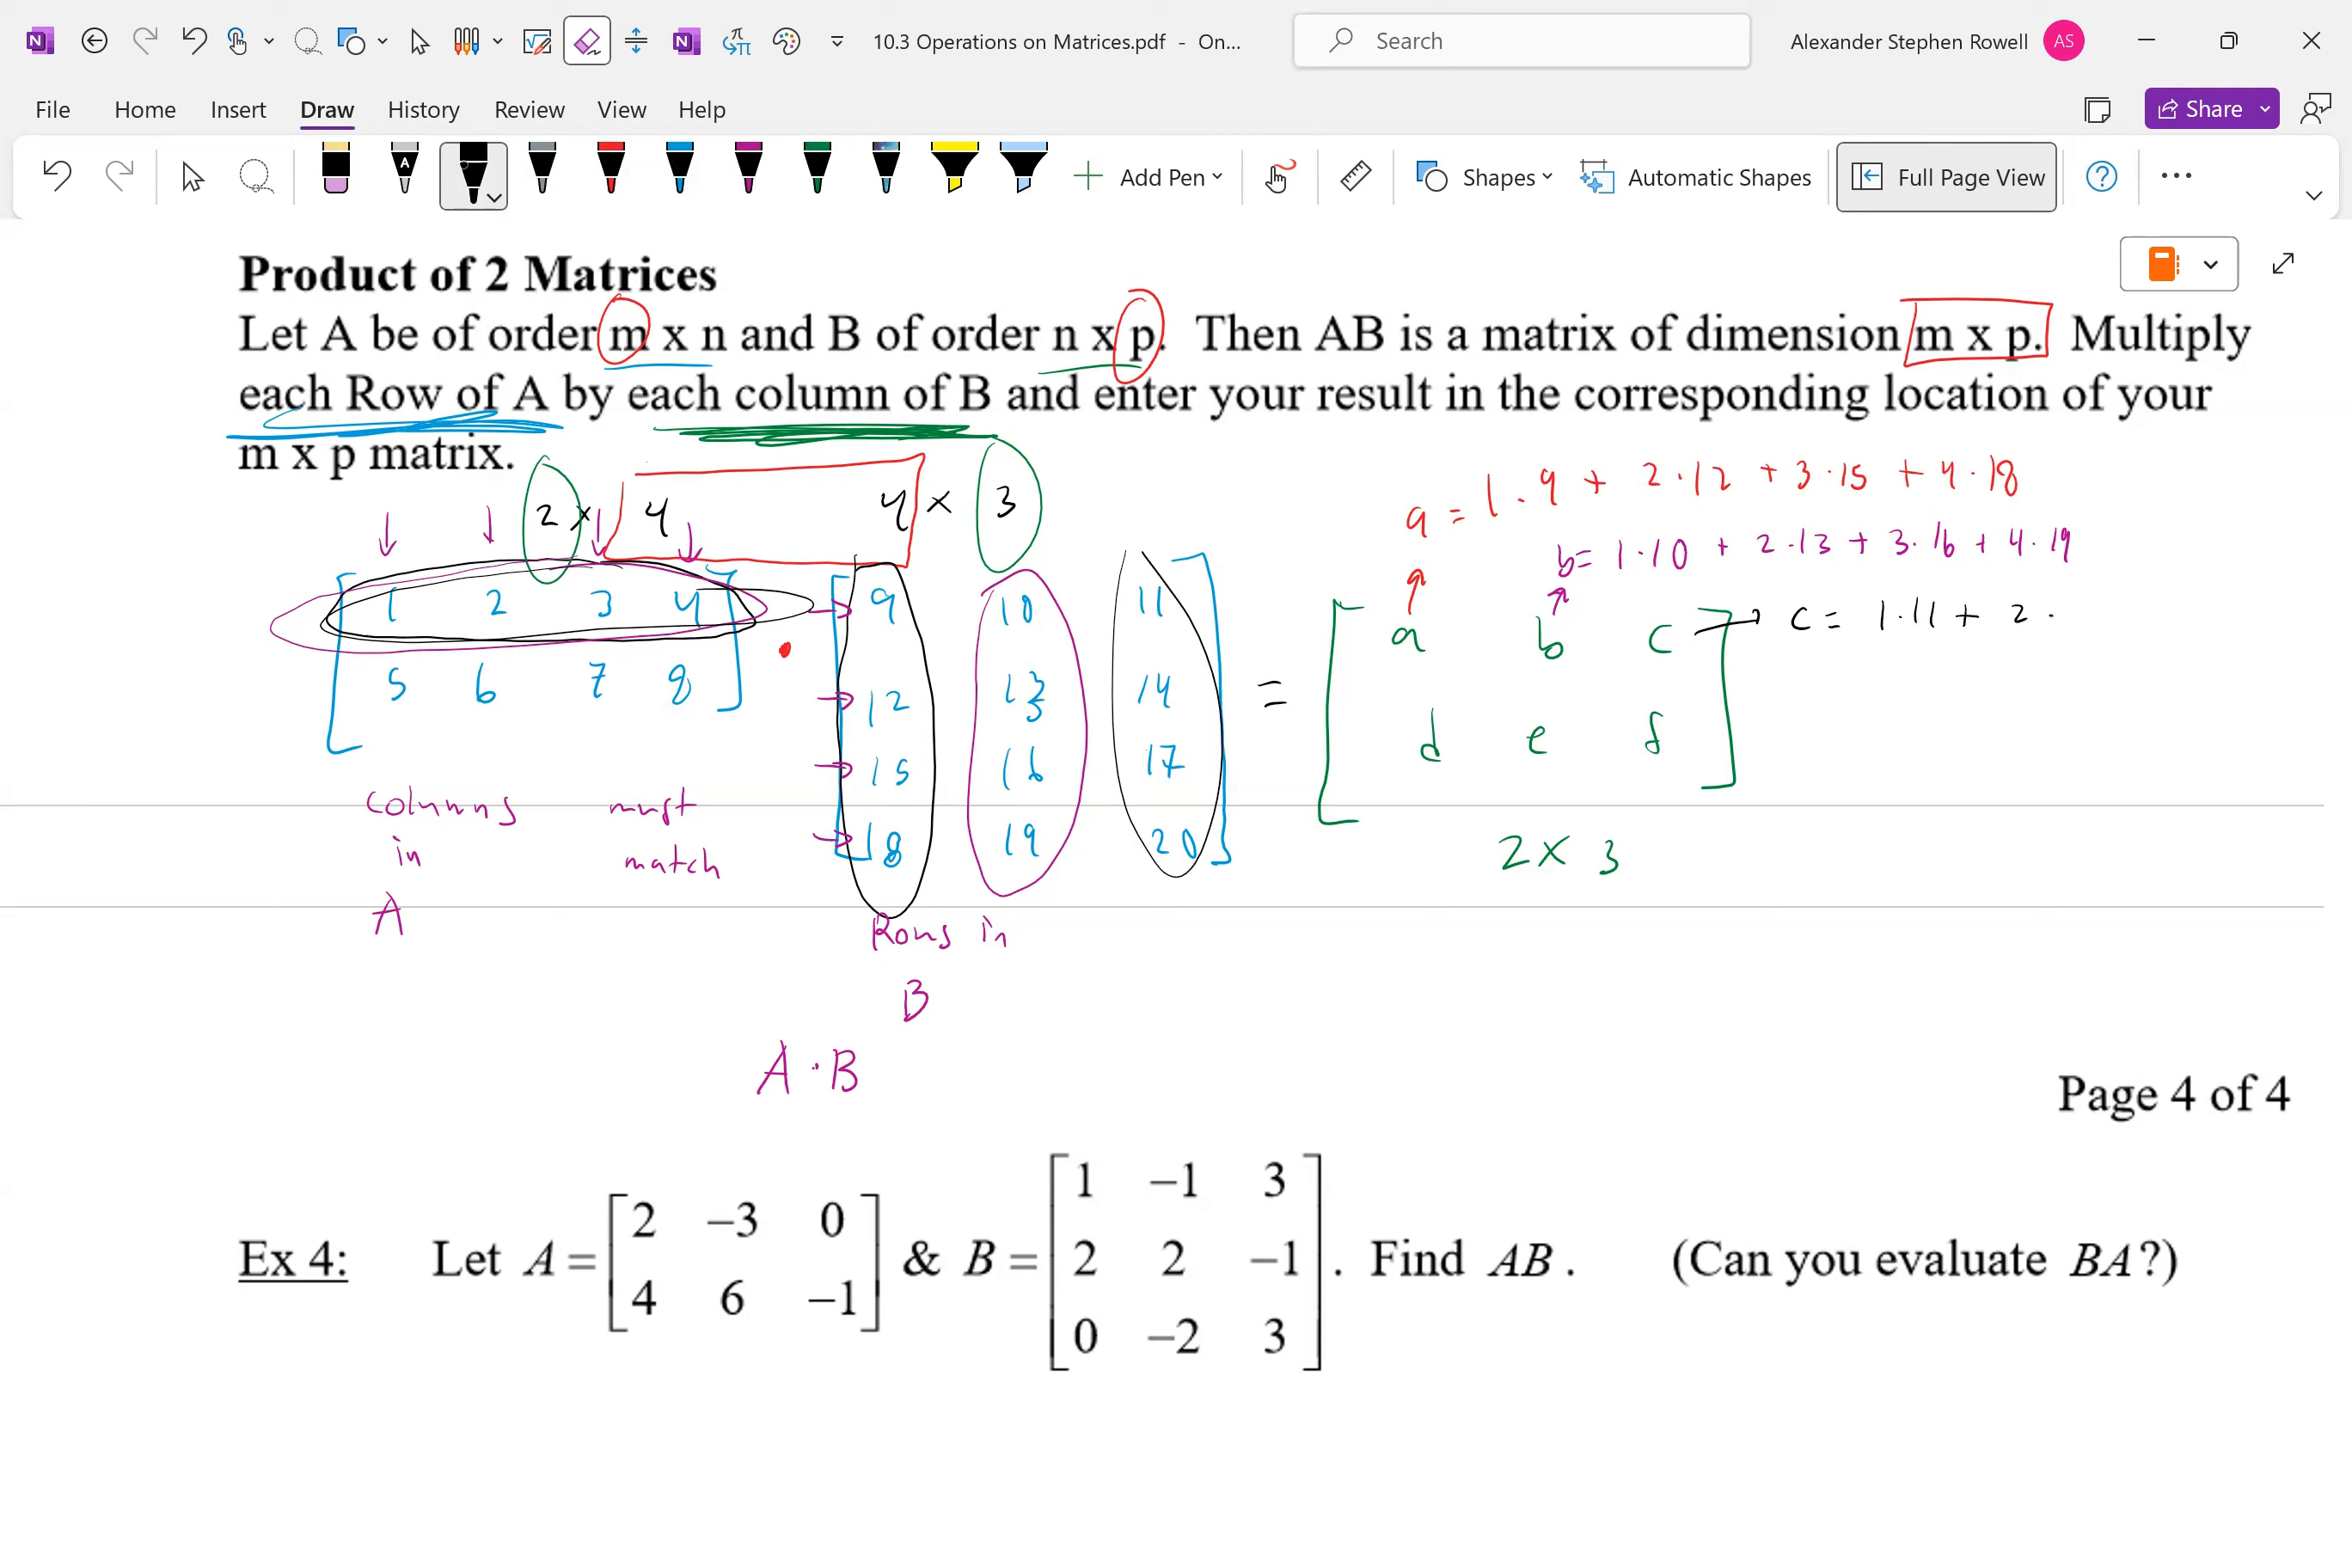 10.3 Operations on Matrices.pdf - On...
Search
Alexander Stephen Rowell
AS
File Home Insert Draw History Review View Help
Share
A
Add Pen
Shapes
Automatic Shapes
Full Page View
Product of 2 Matrices
Let A be of order m x n and B of order n x p. Then AB is a matrix of dimension m x p. Multiply
each Row of A by each column of B and enter your result in the corresponding location of your
m x p matrix.
2 x 4 4 x 3
a = 1·9 + 2·12 + 3·15 + 4·18
b = 1·10 + 2·13 + 3·16 + 4·19
1 2 3 4 9 10 11 a b c → c = 1·11 + 2·
5 6 7 8 · 12 13 14 =
15 16 17 d e f
18 19 20
2 x 3
columns must
in match
A
Rows in
B
A·B
Page 4 of 4
Ex 4: Let A = [2 −3 0 & B = [1 −1 3 . Find AB. (Can you evaluate BA?)
4 6 −1] 2 2 −1
0 −2 3]